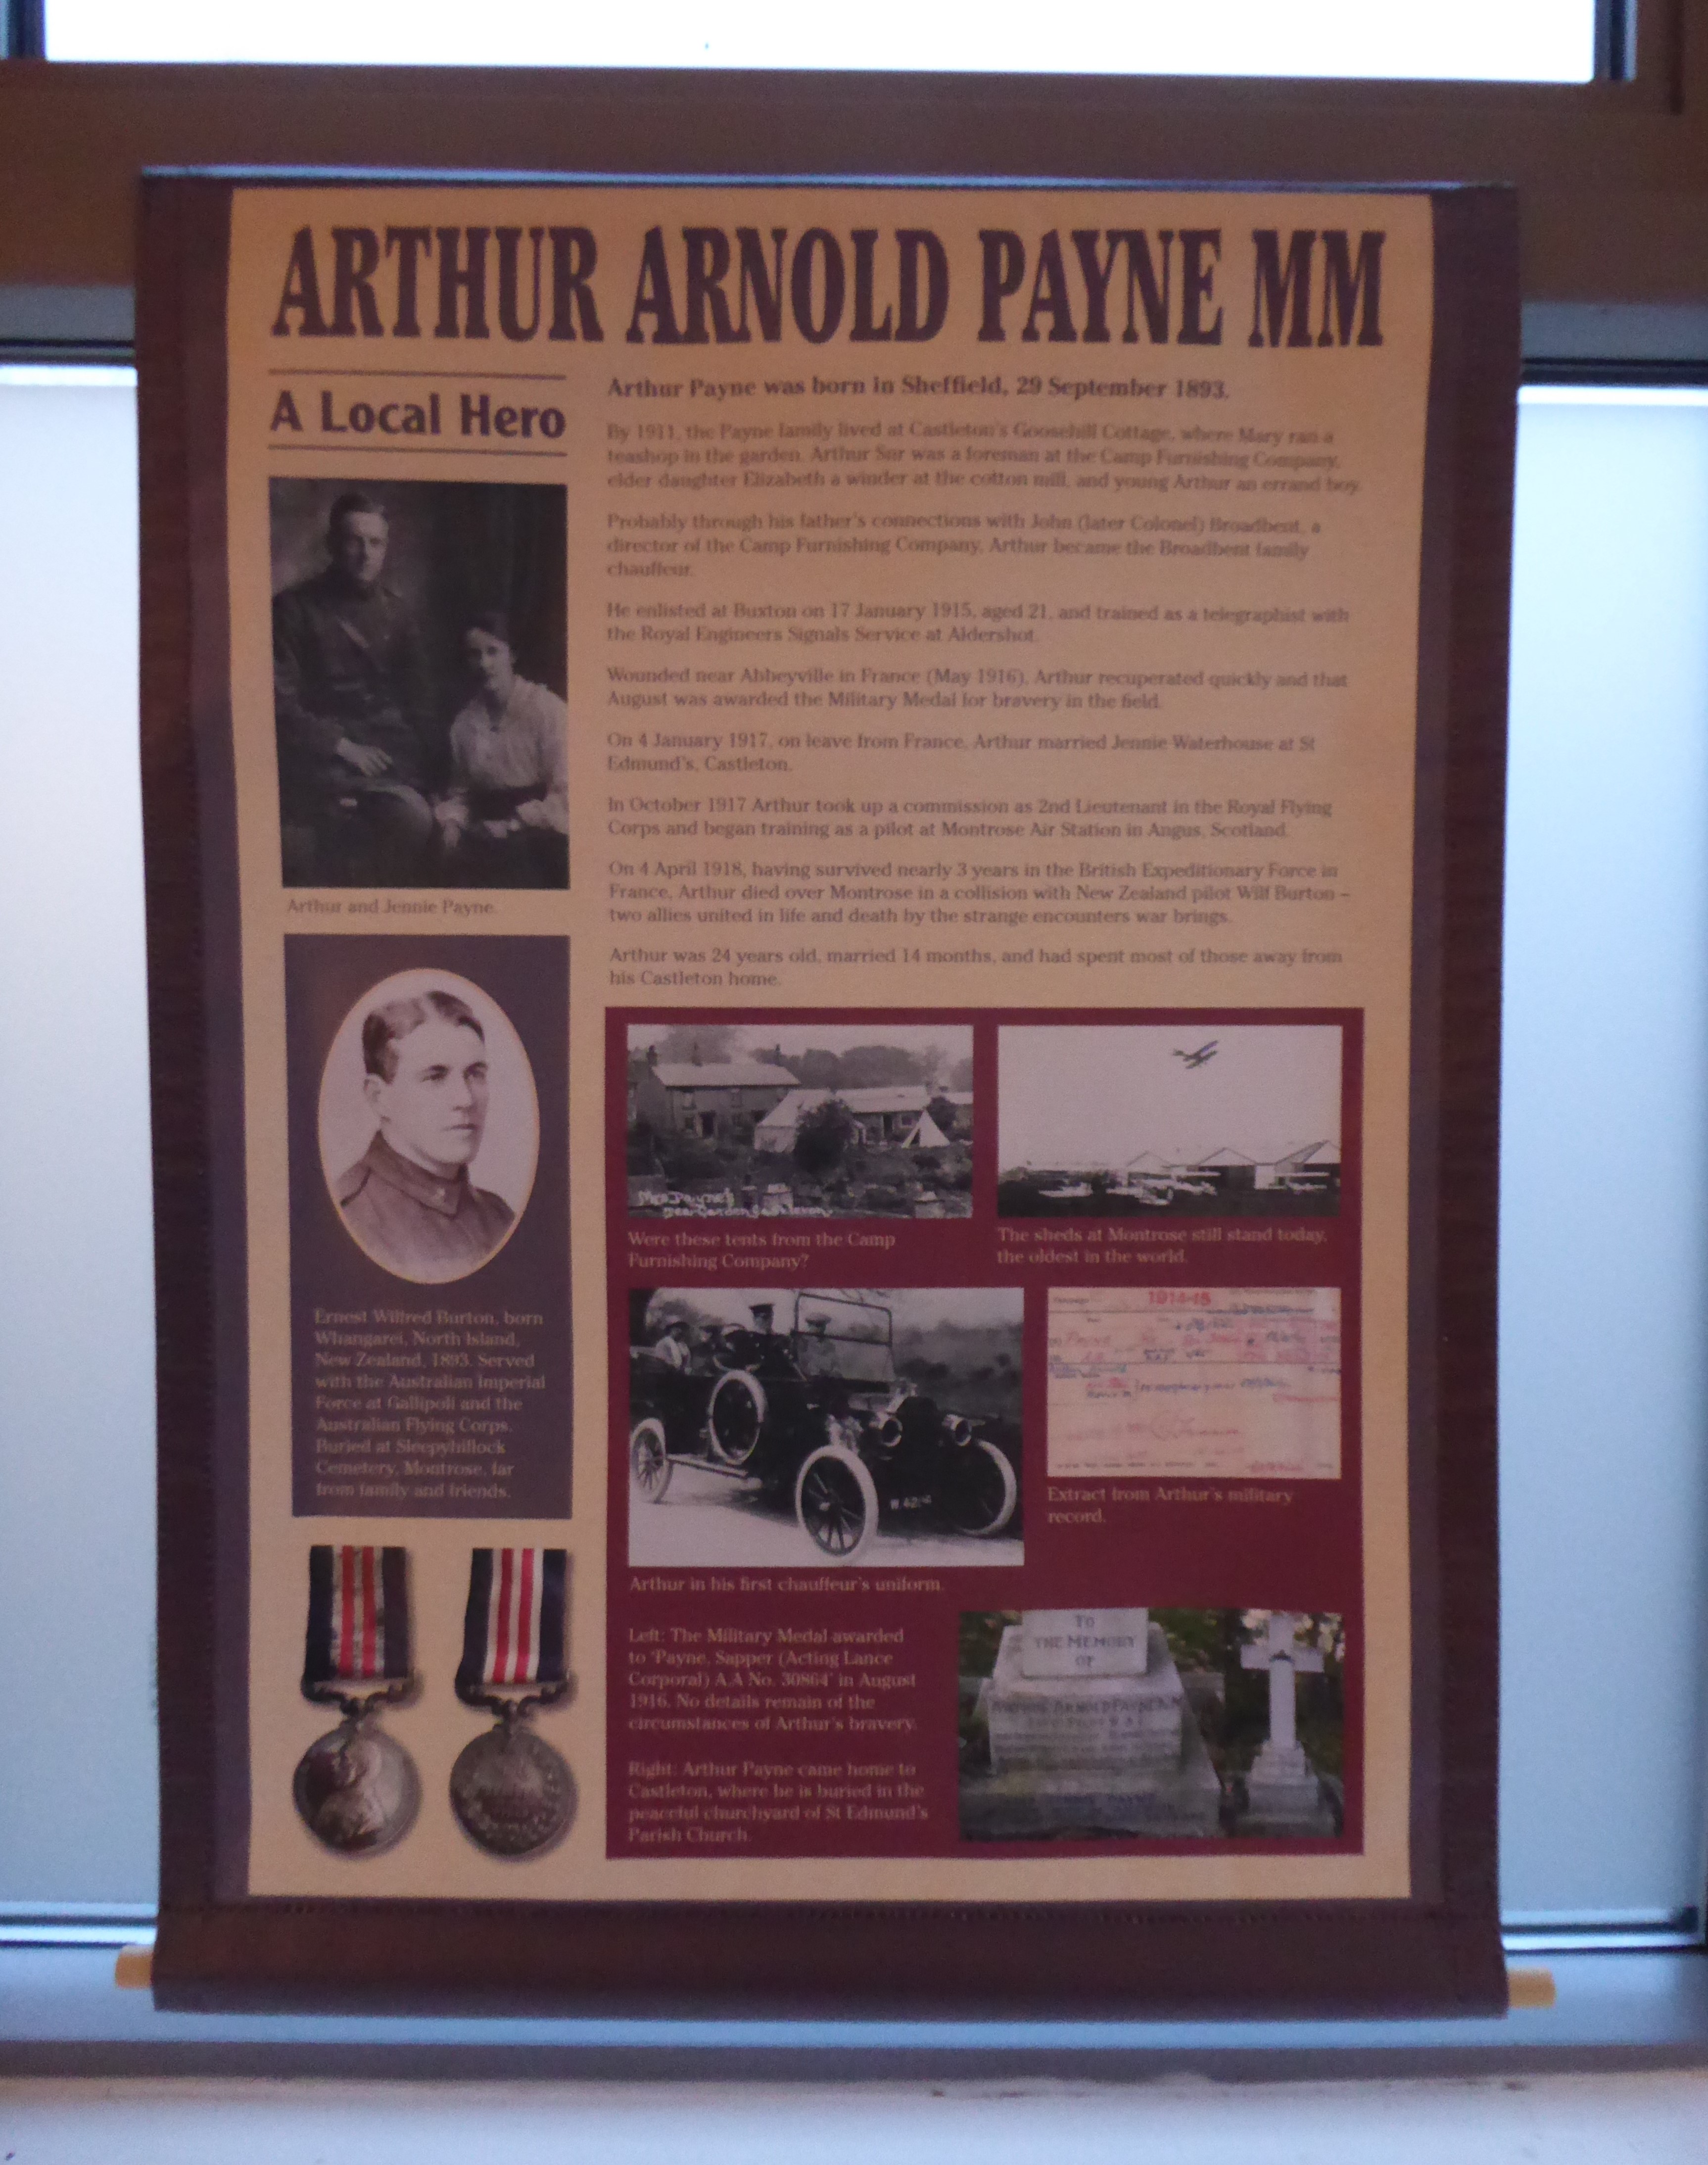 ARTHUR ARNOLD PAYNE MM
A Local Hero
Arthur and Jennie Payne.
Ernest Wilfred Burton, born
Whangarei, North Island,
New Zealand, 1893. Served
with the Australian Imperial
Force at Gallipoli and the
Australian Flying Corps.
Buried at Sleepyhillock
Cemetery, Montrose, far
from family and friends.
Arthur Payne was born in Sheffield, 29 September 1893.
By 1911, the Payne family lived at Castleton's Goosehill Cottage, where Mary ran a
teashop in the garden. Arthur Snr was a foreman at the Camp Furnishing Company,
elder daughter Elizabeth a winder at the cotton mill, and young Arthur an errand boy.
Probably through his father's connections with John (later Colonel) Broadbent, a
director of the Camp Furnishing Company, Arthur became the Broadbent family
chauffeur.
He enlisted at Buxton on 17 January 1915, aged 21, and trained as a telegraphist with
the Royal Engineers Signals Service at Aldershot.
Wounded near Abbeyville in France (May 1916), Arthur recuperated quickly and that
August was awarded the Military Medal for bravery in the field.
On 4 January 1917, on leave from France, Arthur married Jennie Waterhouse at St
Edmund's, Castleton.
In October 1917 Arthur took up a commission as 2nd Lieutenant in the Royal Flying
Corps and began training as a pilot at Montrose Air Station in Angus, Scotland.
On 4 April 1918, having survived nearly 3 years in the British Expeditionary Force in
France, Arthur died over Montrose in a collision with New Zealand pilot Wilf Burton –
two allies united in life and death by the strange encounters war brings.
Arthur was 24 years old, married 14 months, and had spent most of those away from
his Castleton home.
Mrs Payne's
Tea Garden Castleton
Were these tents from the Camp
Furnishing Company?
The sheds at Montrose still stand today,
the oldest in the world.
1914-15
Payne
Extract from Arthur's military
record.
Arthur in his first chauffeur's uniform.
Left: The Military Medal awarded
to 'Payne, Sapper (Acting Lance
Corporal) A.A No. 30864' in August
1916. No details remain of the
circumstances of Arthur's bravery.
Right: Arthur Payne came home to
Castleton, where he is buried in the
peaceful churchyard of St Edmund's
Parish Church.
TO
THE MEMORY
OF
ARTHUR ARNOLD PAYNE M.M.